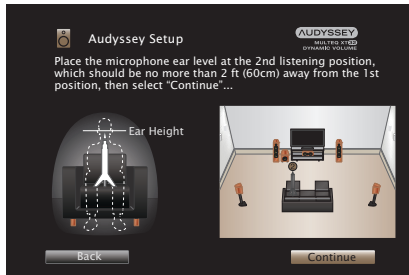 Audyssey Setup
AUDYSSEY
MULTEQ XT32
DYNAMIC VOLUME
Place the microphone ear level at the 2nd listening position,
which should be no more than 2 ft (60cm) away from the 1st
position, then select “Continue”...
Ear Height
Back
Continue